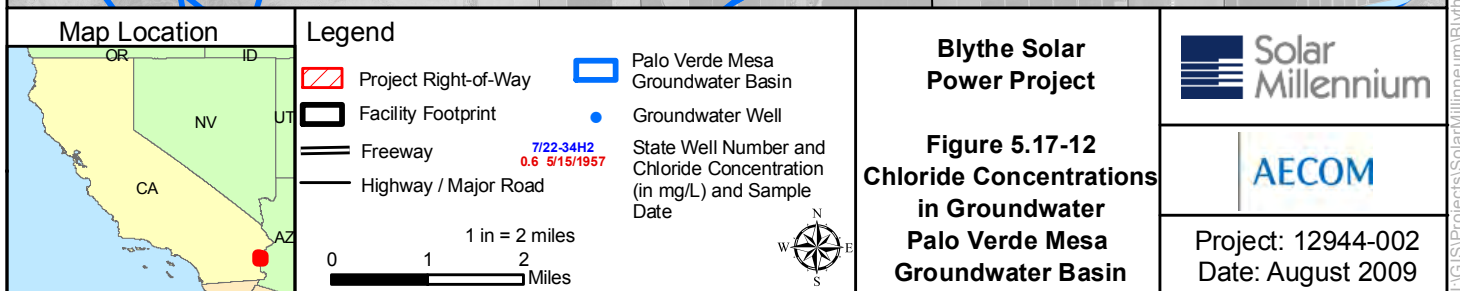 Map Location
OR
ID
NV
UT
CA
AZ
Legend
Project Right-of-Way
Facility Footprint
Freeway
Highway / Major Road
Palo Verde Mesa
Groundwater Basin
Groundwater Well
7/22-34H2
0.6 5/15/1957
State Well Number and
Chloride Concentration
(in mg/L) and Sample
Date
1 in = 2 miles
0 1 2
Miles
N
W E
S
Blythe Solar
Power Project
Figure 5.17-12
Chloride Concentrations
in Groundwater
Palo Verde Mesa
Groundwater Basin
Solar
Millennium
AECOM
Project: 12944-002
Date: August 2009